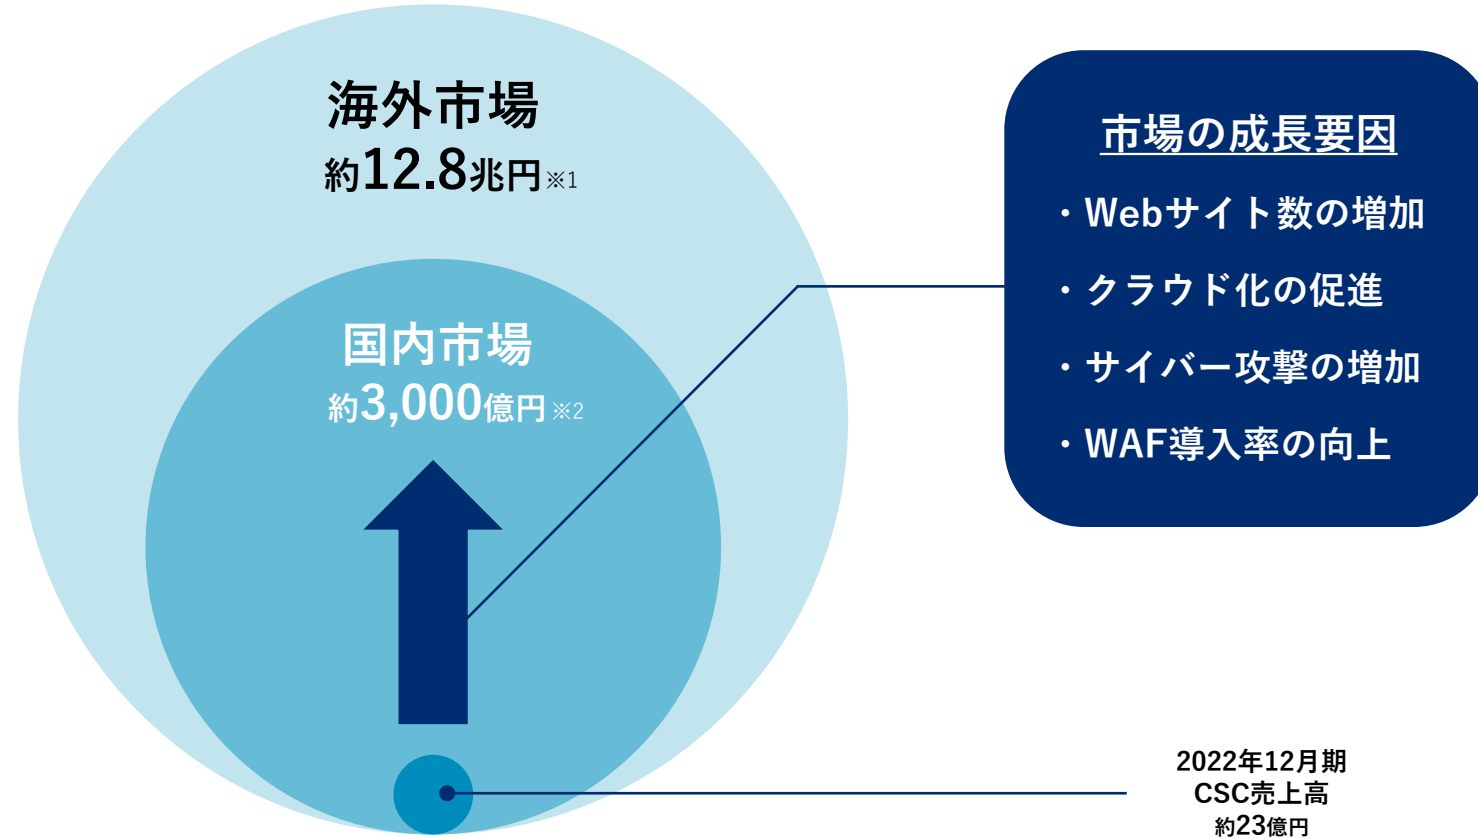 海外市場
約12.8兆円※1
国内市場
約3,000億円※2
市場の成長要因
・Webサイト数の増加
・クラウド化の促進
・サイバー攻撃の増加
・WAF導入率の向上
2022年12月期
CSC売上高
約23億円